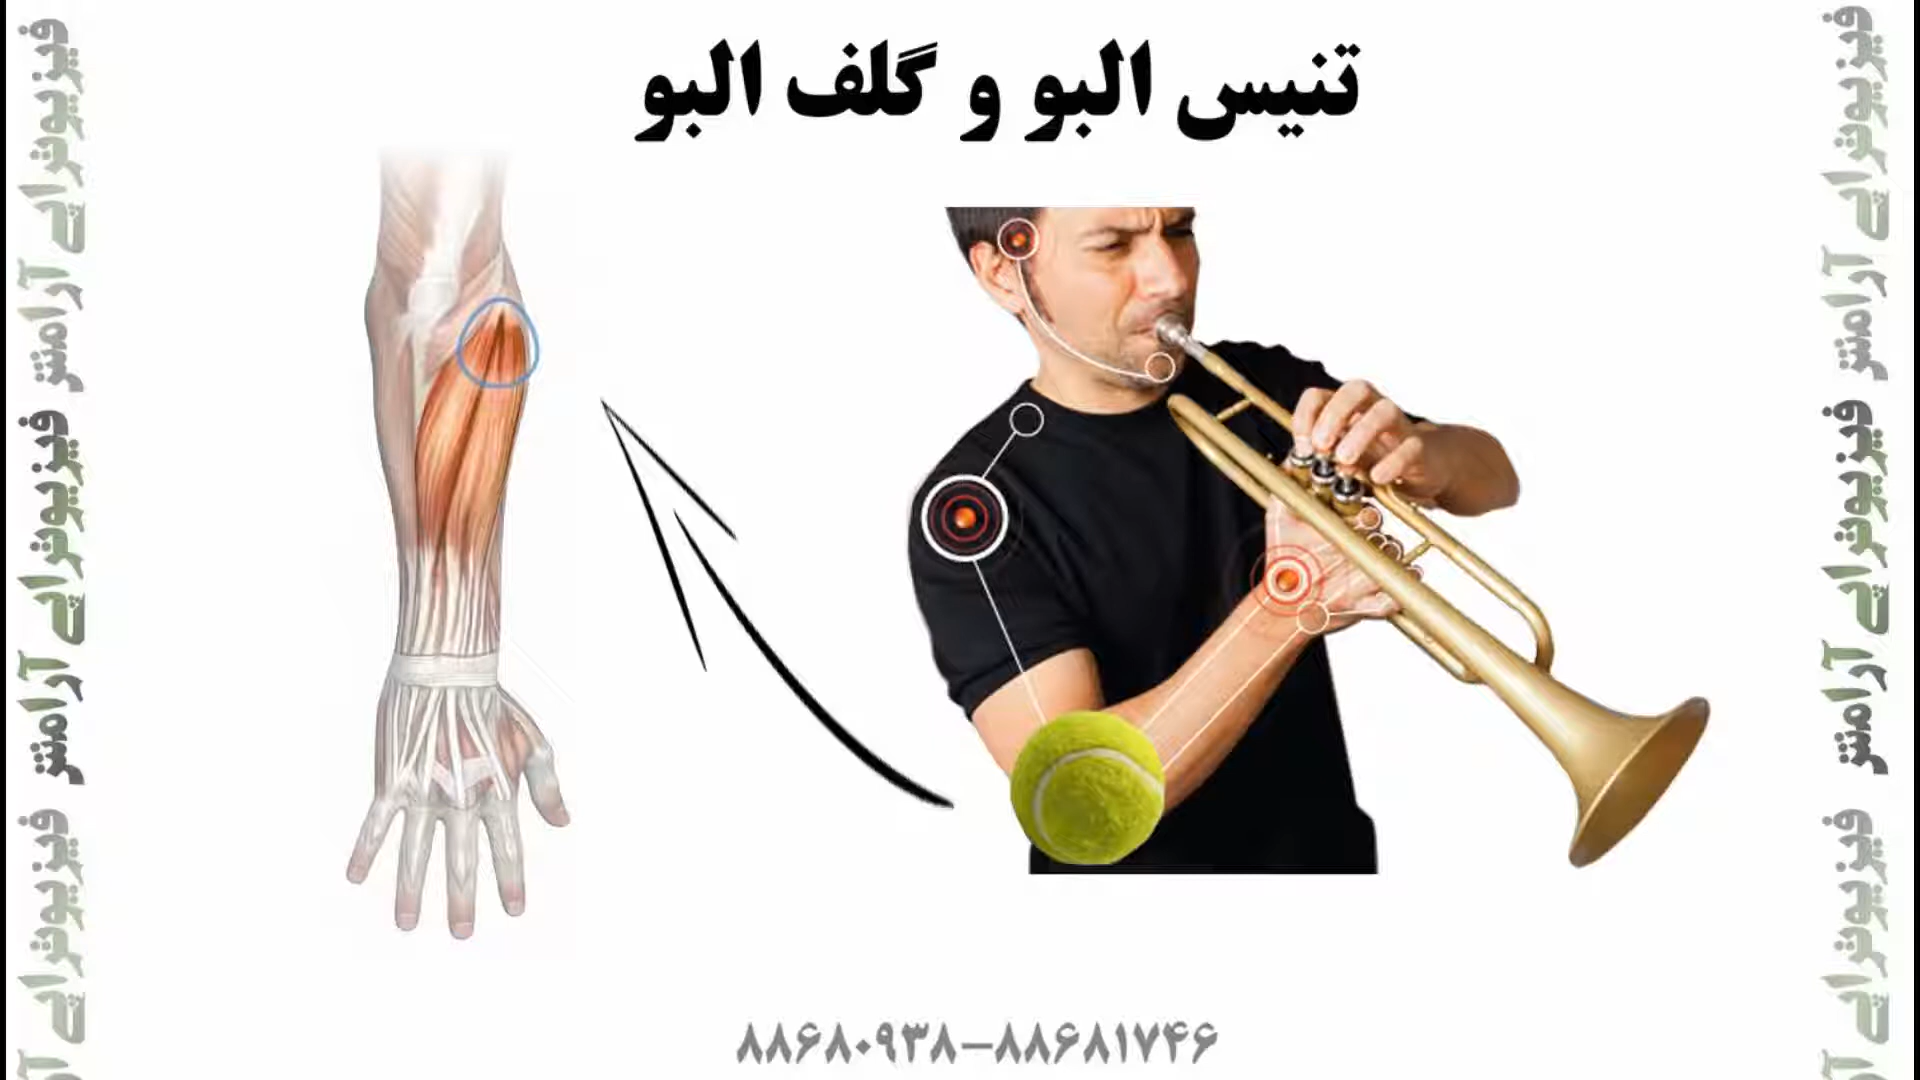 تنیس البو و گلف البو
فیزیوتراپی آرامش فیزیوتراپی آرامش فیزیوتراپی
فیزیوتراپی آرامش فیزیوتراپی آرامش فیزیوتراپی
۸۸۶۸۰۹۳۸-۸۸۶۸۱۷۴۶